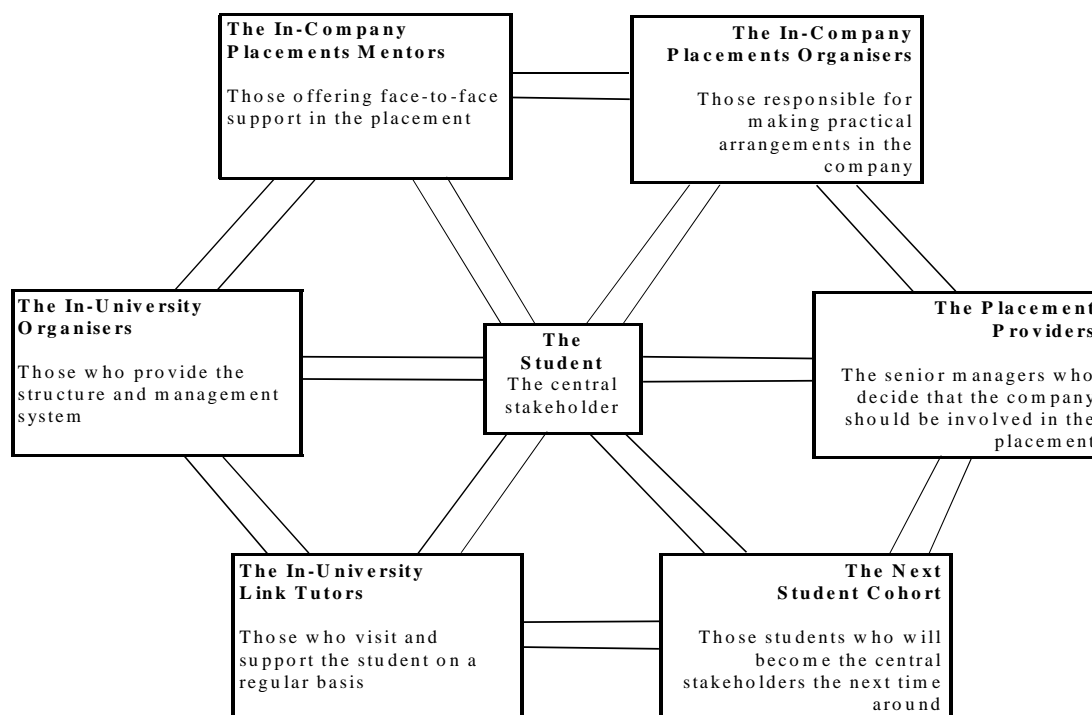 The In-Company
Placements Mentors
Those offering face-to-face
support in the placement
The In-Company
Placements Organisers
Those responsible for
making practical
arrangements in the
company
The In-University
Organisers
Those who provide the
structure and management
system
The
Student
The central
stakeholder
The Placement
Providers
The senior managers who
decide that the company
should be involved in the
placement
The In-University
Link Tutors
Those who visit and
support the student on a
regular basis
The Next
Student Cohort
Those students who will
become the central
stakeholders the next time
around